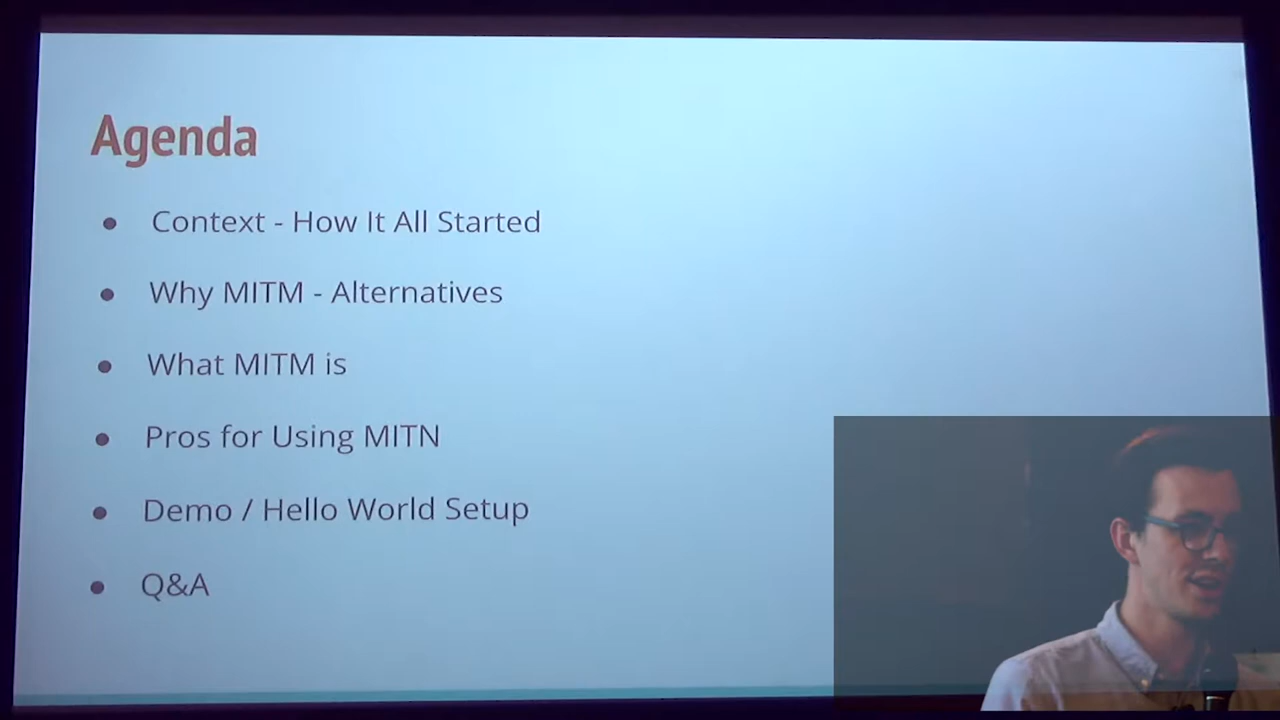 Agenda
● Context - How It All Started
● Why MITM - Alternatives
● What MITM is
● Pros for Using MITN
● Demo / Hello World Setup
● Q&A